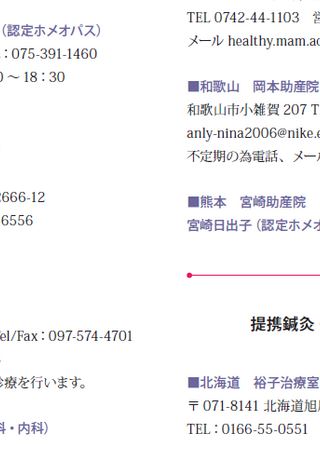 （認定ホメオパス）
：075-391-1460
0 ～ 18：30
2666-12
6556
Tel/Fax：097-574-4701
診療を行います。
科・内科）
TEL 0742-44-1103
メール healthy.mam.ac
■和歌山　岡本助産院
和歌山市小雑賀 207 T
anly-nina2006@nike.e
不定期の為電話、メー
■熊本　宮崎助産院
宮崎日出子（認定ホメオ
提携鍼灸
■北海道　裕子治療室
〒 071-8141 北海道旭
TEL：0166-55-0551